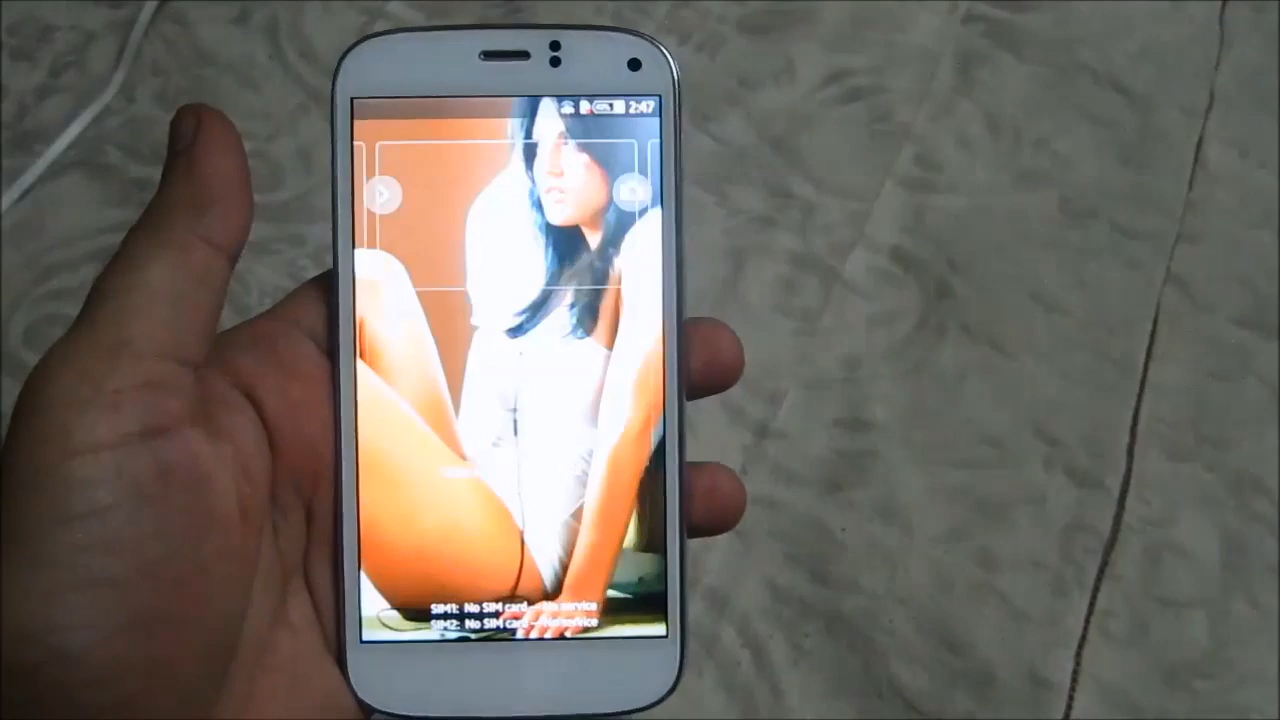 2:47
SIM1: No SIM card — No service
SIM2: No SIM card — No service